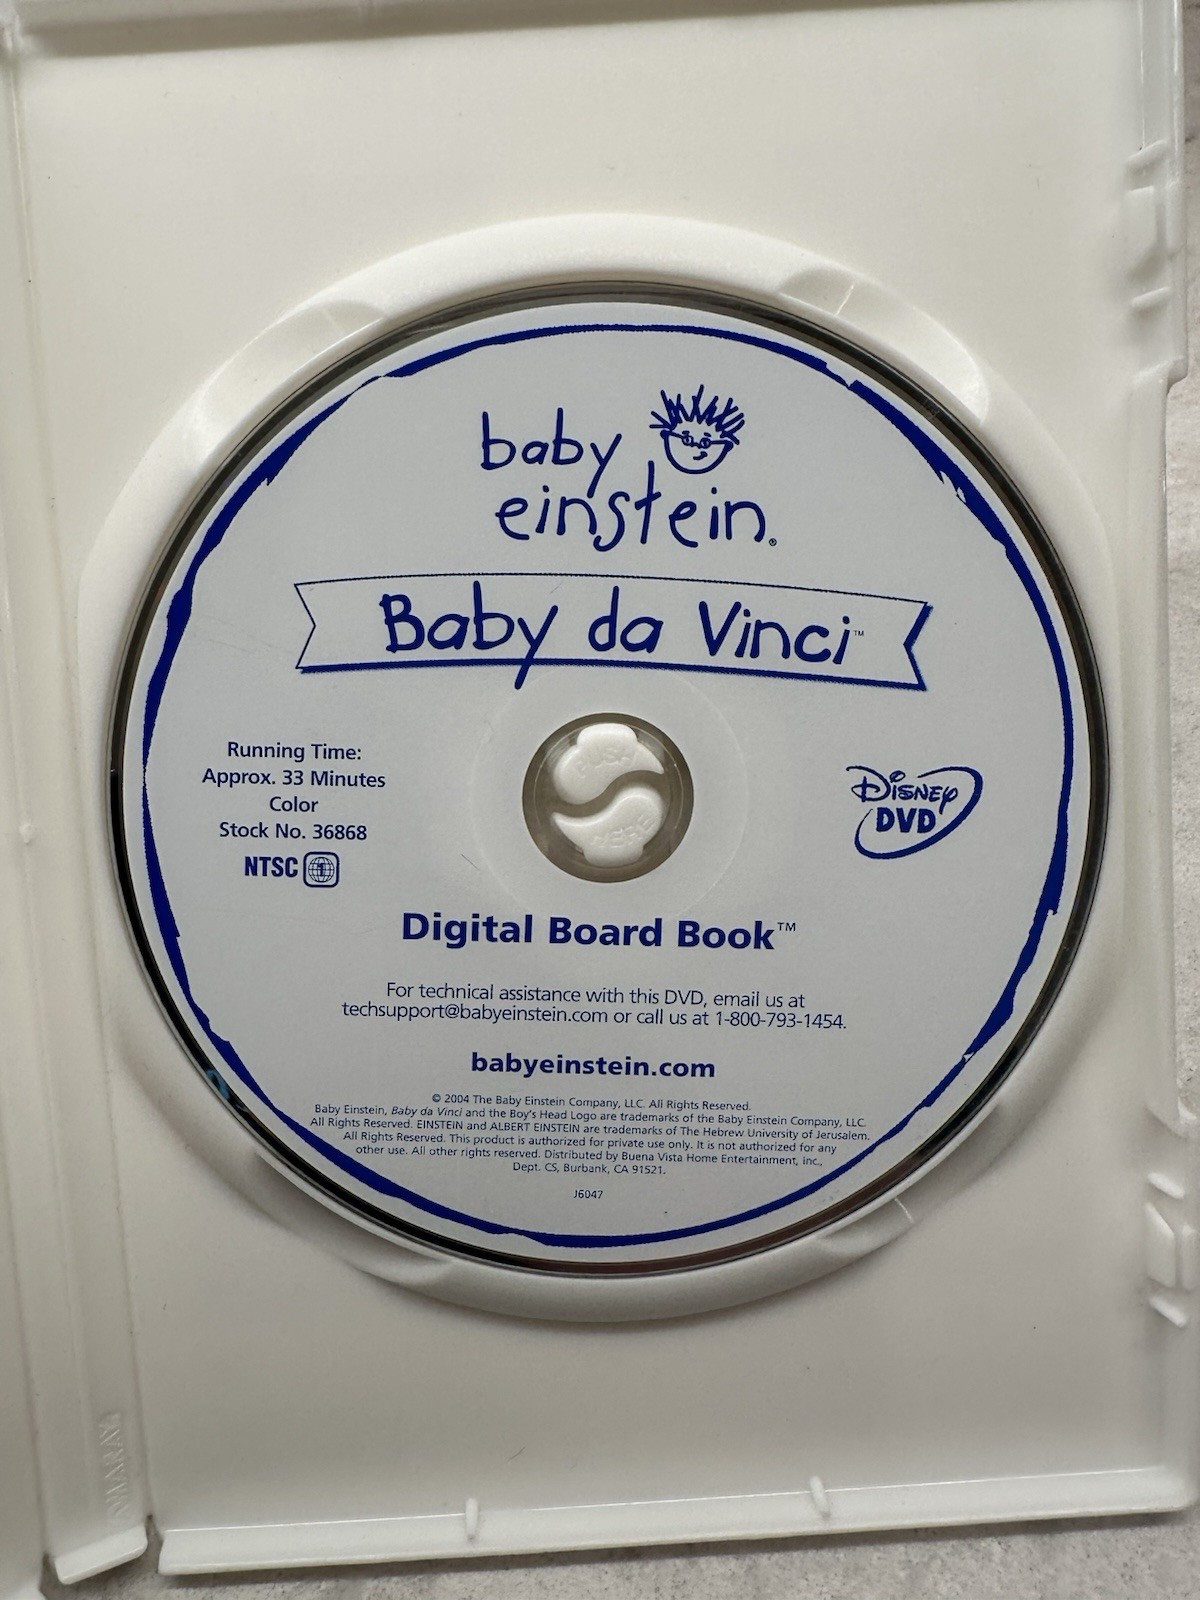 baby
einstein®
Baby da Vinci™
Running Time:
Approx. 33 Minutes
Color
Stock No. 36868
NTSC 1
PUSH
HERE
Disney
DVD
Digital Board Book™
For technical assistance with this DVD, email us at
techsupport@babyeinstein.com or call us at 1-800-793-1454.
babyeinstein.com
© 2004 The Baby Einstein Company, LLC. All Rights Reserved.
Baby Einstein, Baby da Vinci and the Boy's Head Logo are trademarks of the Baby Einstein Company, LLC.
All Rights Reserved. EINSTEIN and ALBERT EINSTEIN are trademarks of The Hebrew University of Jerusalem.
All Rights Reserved. This product is authorized for private use only. It is not authorized for any
other use. All other rights reserved. Distributed by Buena Vista Home Entertainment, Inc.,
Dept. CS, Burbank, CA 91521.
J6047
AMARAY